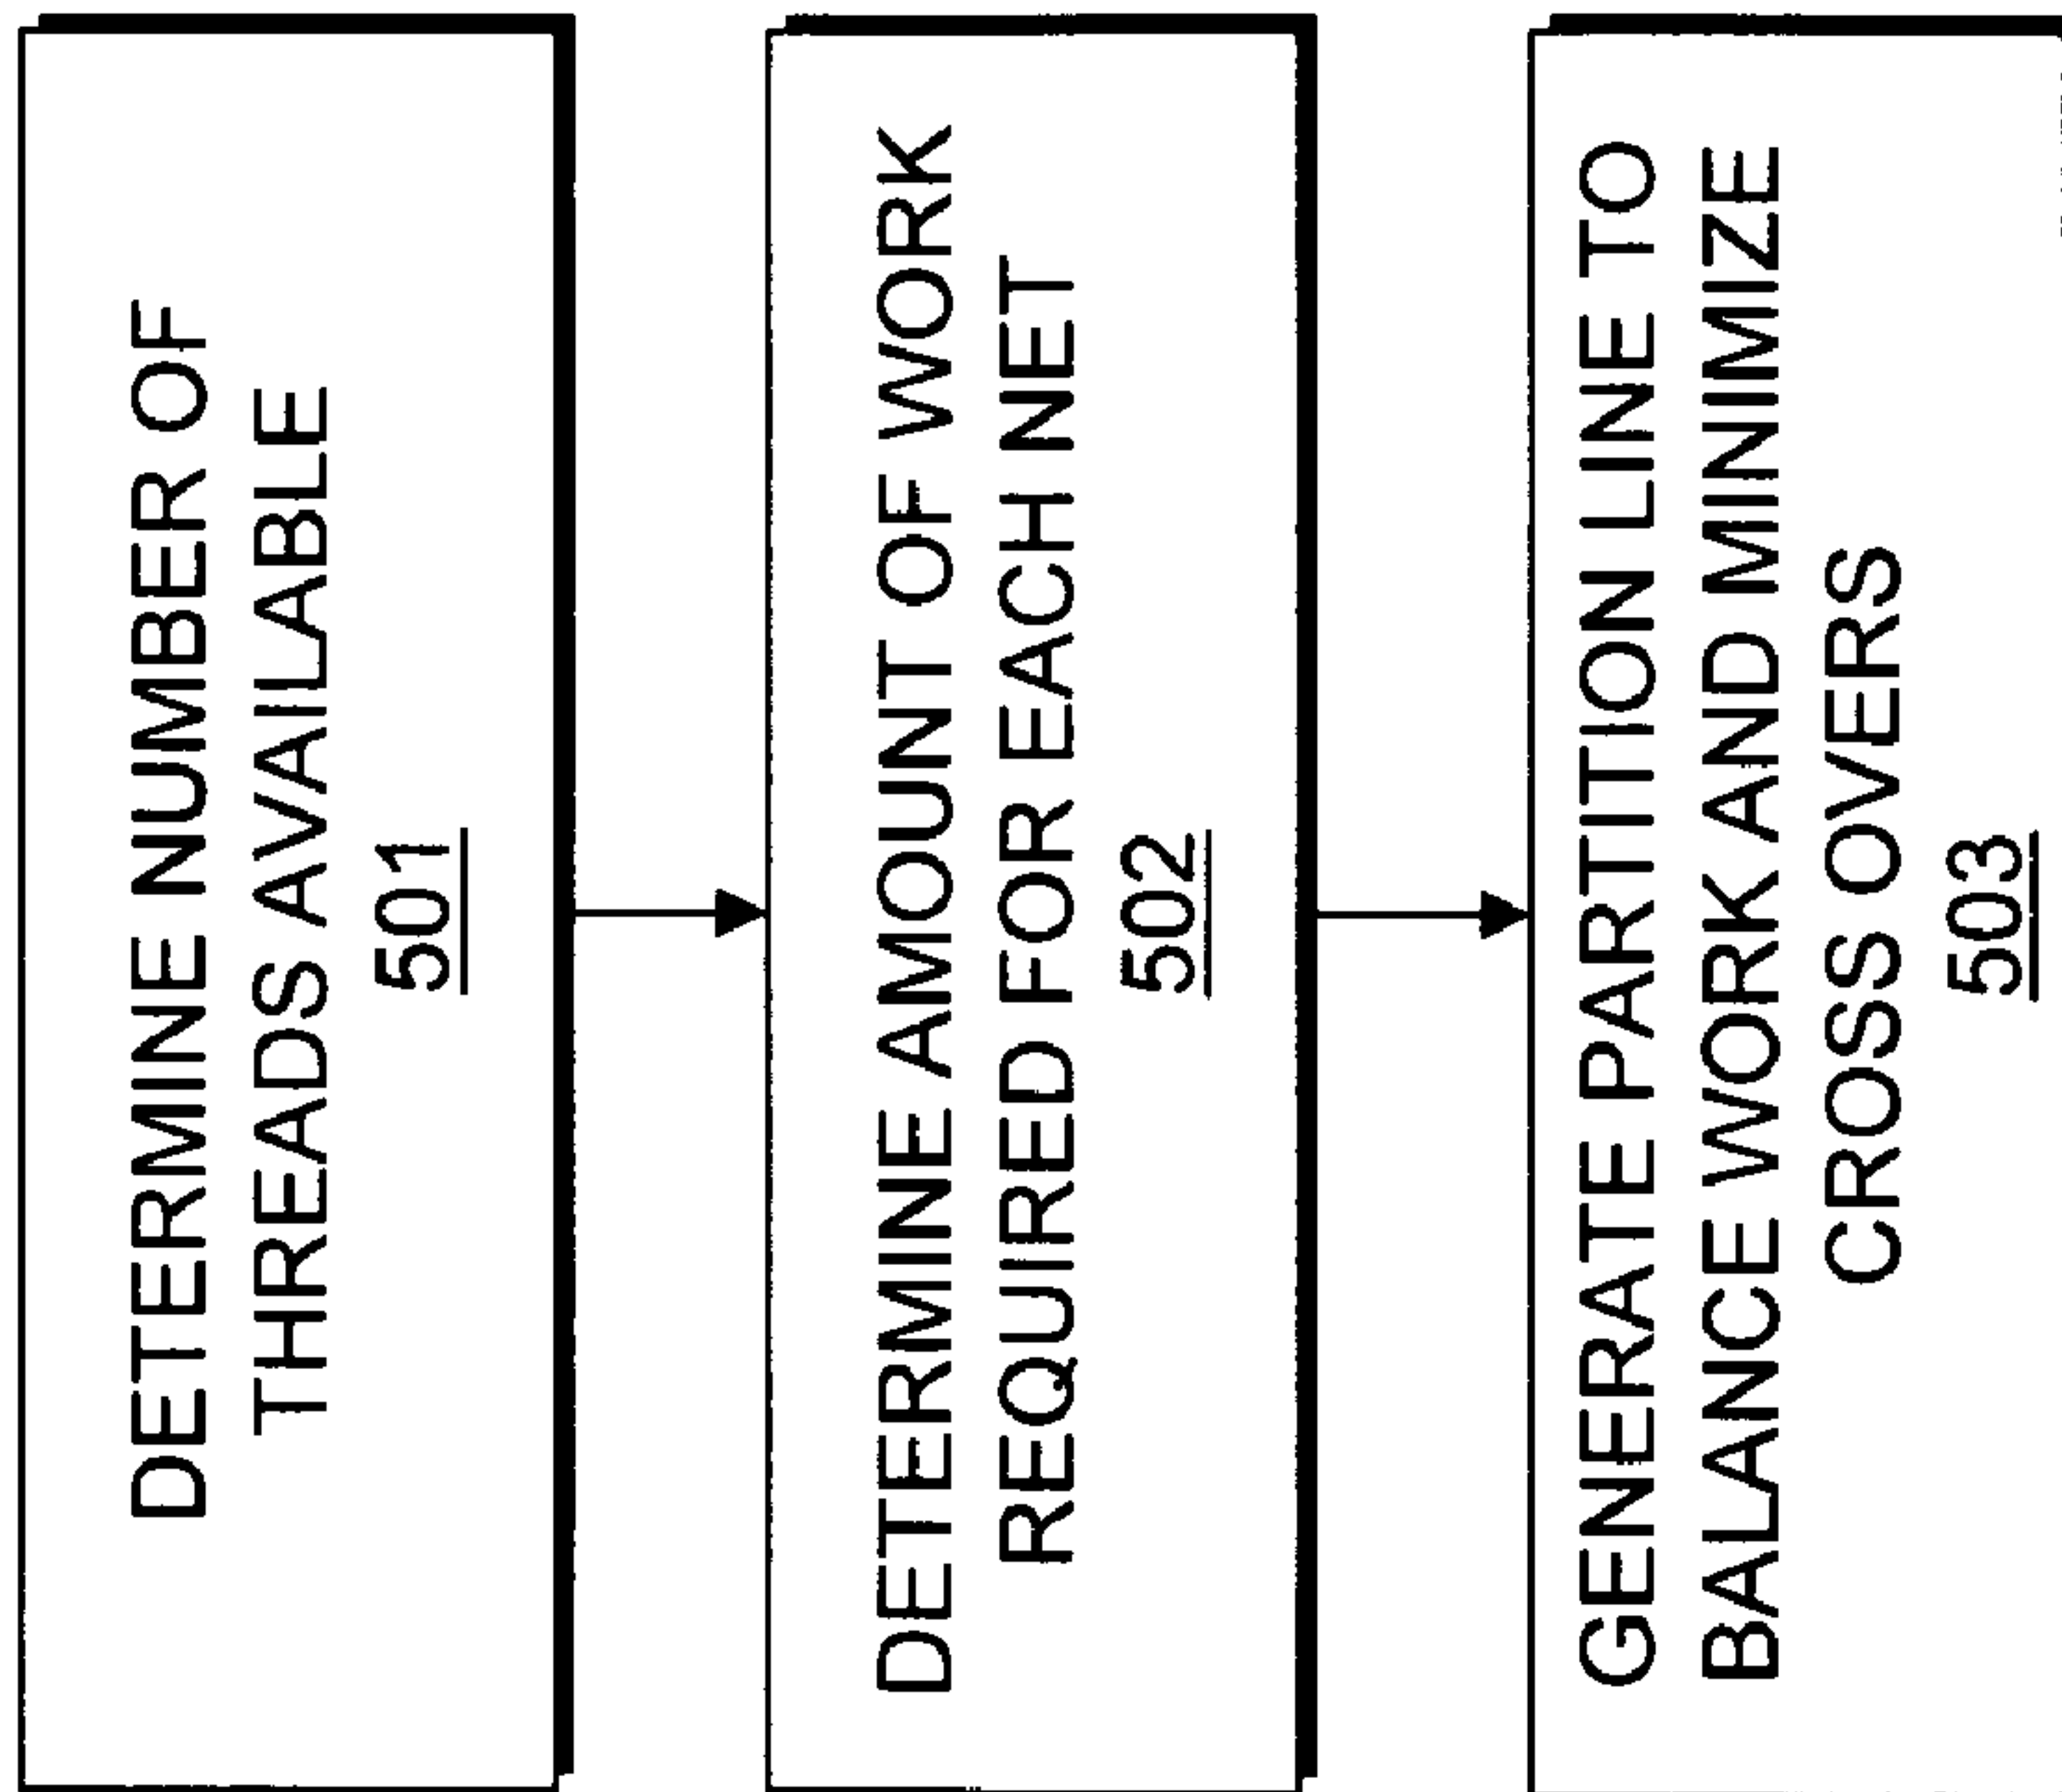 DETERMINE NUMBER OF
THREADS AVAILABLE
501
DETERMINE AMOUNT OF WORK
REQUIRED FOR EACH NET
502
GENERATE PARTITION LINE TO
BALANCE WORK AND MINIMIZE
CROSS OVERS
503